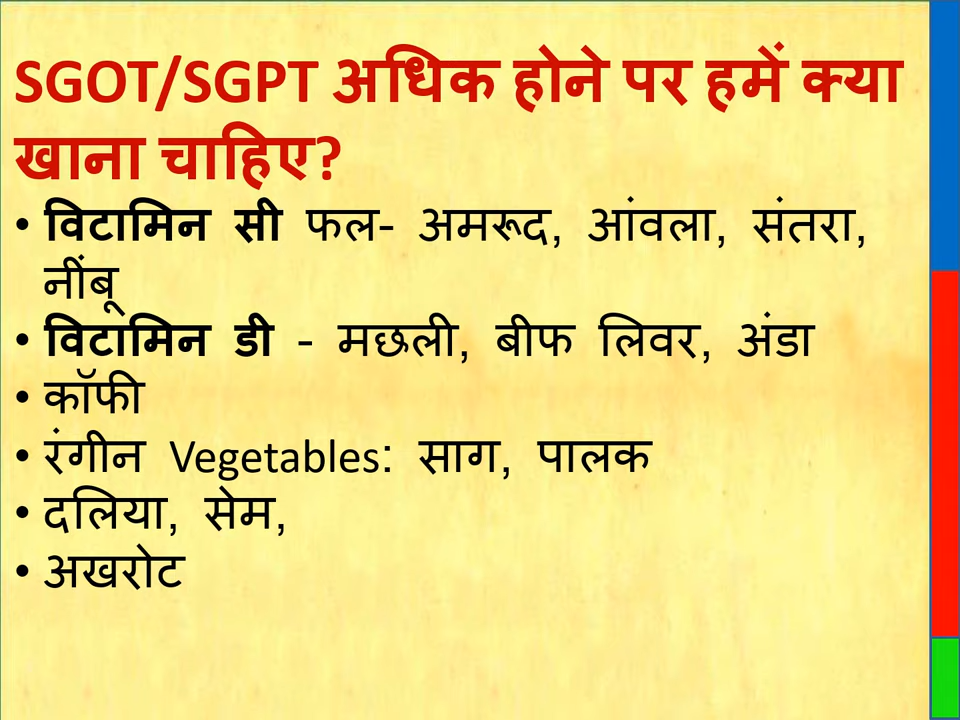 SGOT/SGPT अधिक होने पर हमें क्या
खाना चाहिए?
• विटामिन सी फल- अमरूद, आंवला, संतरा,
नींबू
• विटामिन डी - मछली, बीफ लिवर, अंडा
• कॉफी
• रंगीन Vegetables: साग, पालक
• दलिया, सेम,
• अखरोट